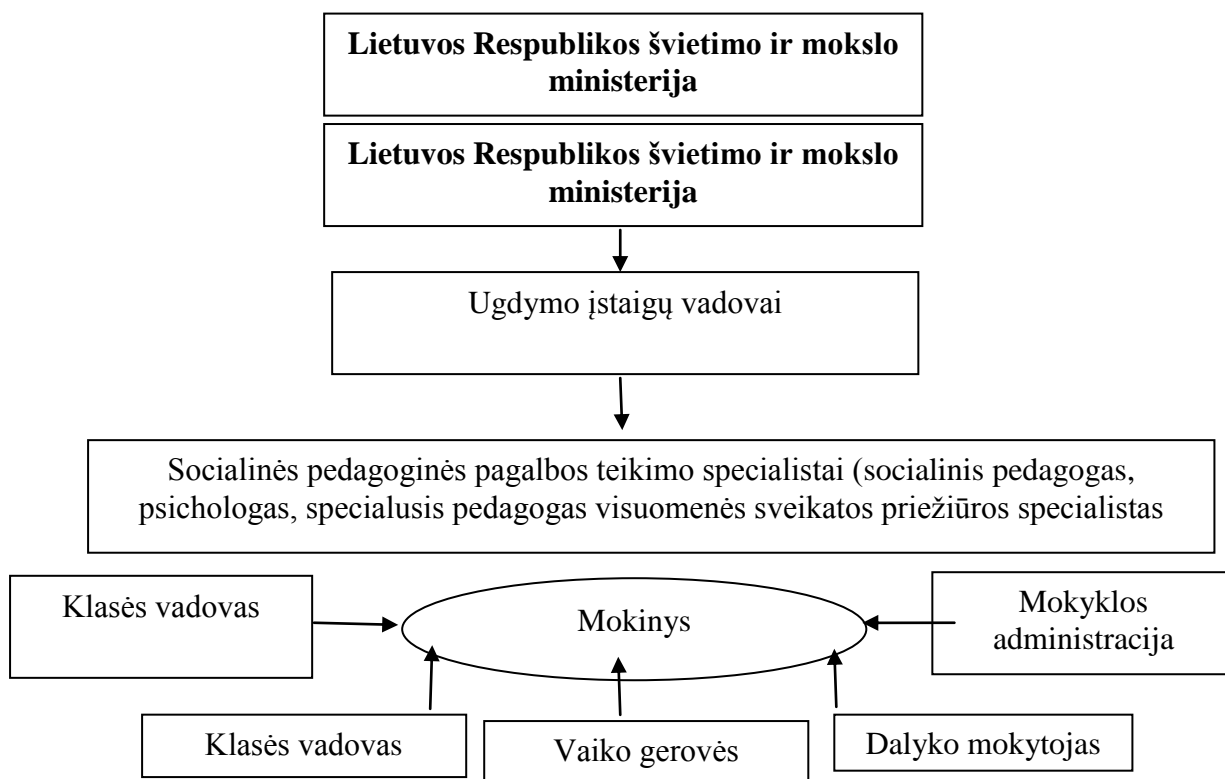 Lietuvos Respublikos švietimo ir mokslo
ministerija
Lietuvos Respublikos švietimo ir mokslo
ministerija
Ugdymo įstaigų vadovai
Socialinės pedagoginės pagalbos teikimo specialistai (socialinis pedagogas,
psichologas, specialusis pedagogas visuomenės sveikatos priežiūros specialistas
Klasės vadovas
Mokinys
Mokyklos
administracija
Klasės vadovas
Vaiko gerovės
Dalyko mokytojas